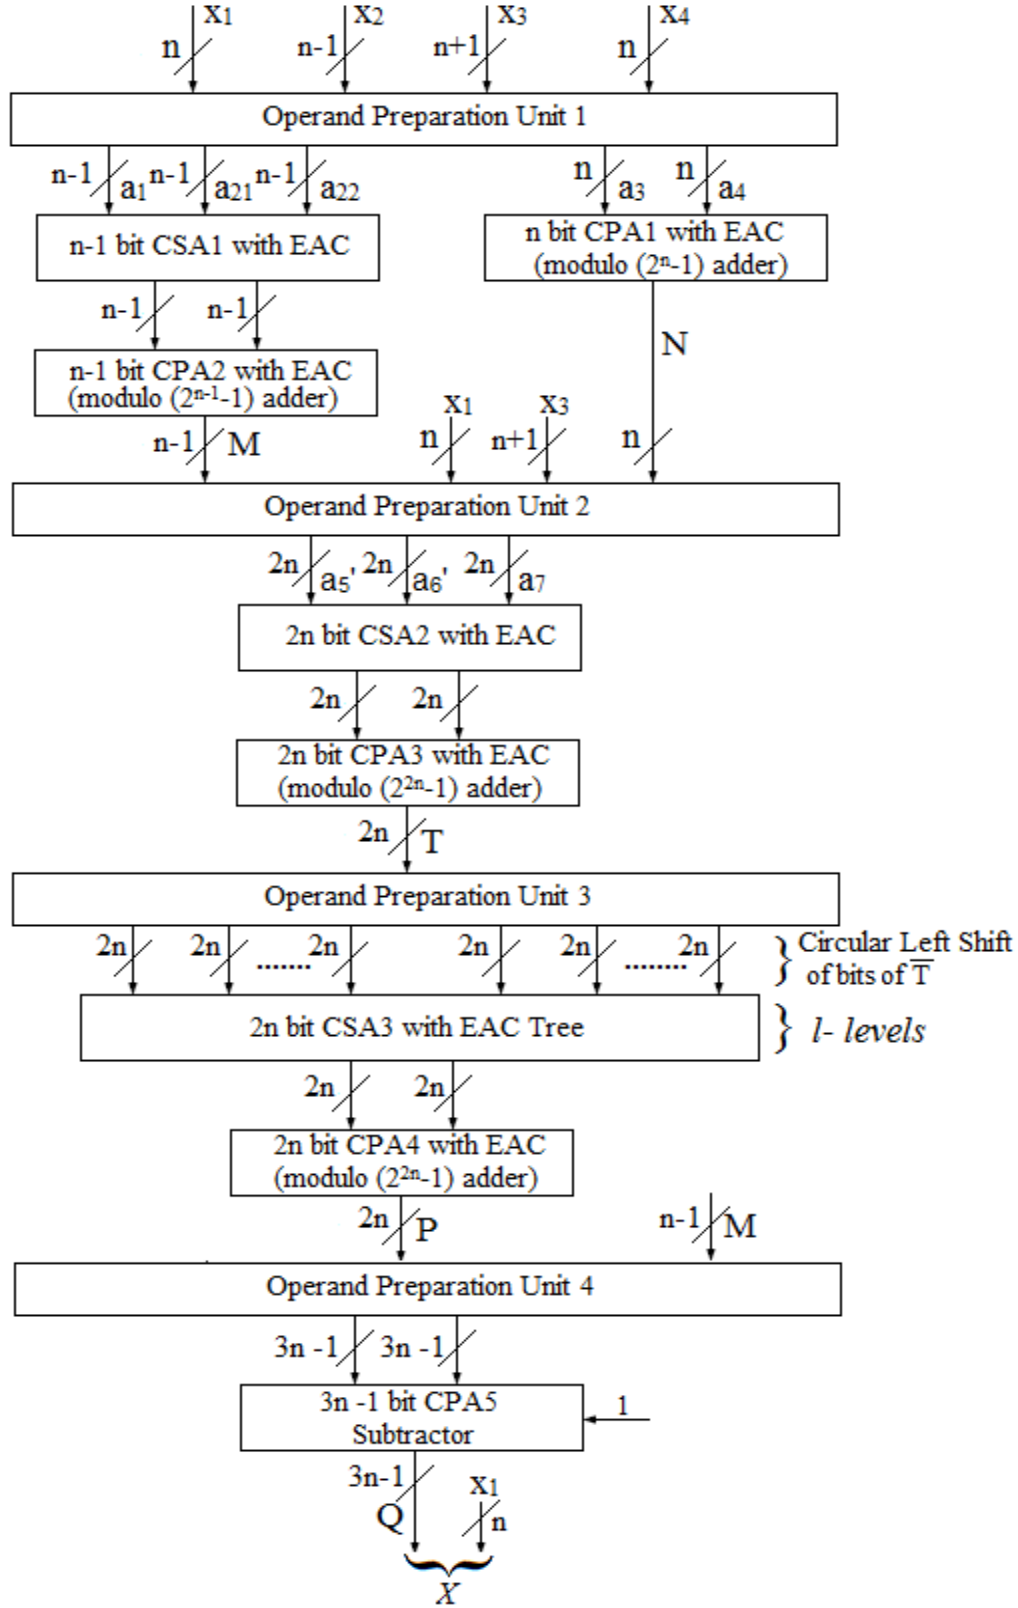 x₁ x₂ x₃ x₄
n n-1 n+1 n
Operand Preparation Unit 1
n-1 a₁ n-1 a₂₁ n-1 a₂₂ n a₃ n a₄
n-1 bit CSA1 with EAC
n bit CPA1 with EAC
(modulo (2ⁿ-1) adder)
n-1 n-1
N
n-1 bit CPA2 with EAC
(modulo (2ⁿ⁻¹-1) adder)
x₁ x₃
n-1 M n n+1 n
Operand Preparation Unit 2
2n a₅' 2n a₆' 2n a₇
2n bit CSA2 with EAC
2n 2n
2n bit CPA3 with EAC
(modulo (2²ⁿ-1) adder)
2n T
Operand Preparation Unit 3
2n 2n ....... 2n 2n 2n ........ 2n
} Circular Left Shift
of bits of T̅
2n bit CSA3 with EAC Tree
} l- levels
2n 2n
2n bit CPA4 with EAC
(modulo (2²ⁿ-1) adder)
2n P n-1 M
Operand Preparation Unit 4
3n -1 3n -1
3n -1 bit CPA5
Subtractor
1
3n-1 x₁
Q n
X